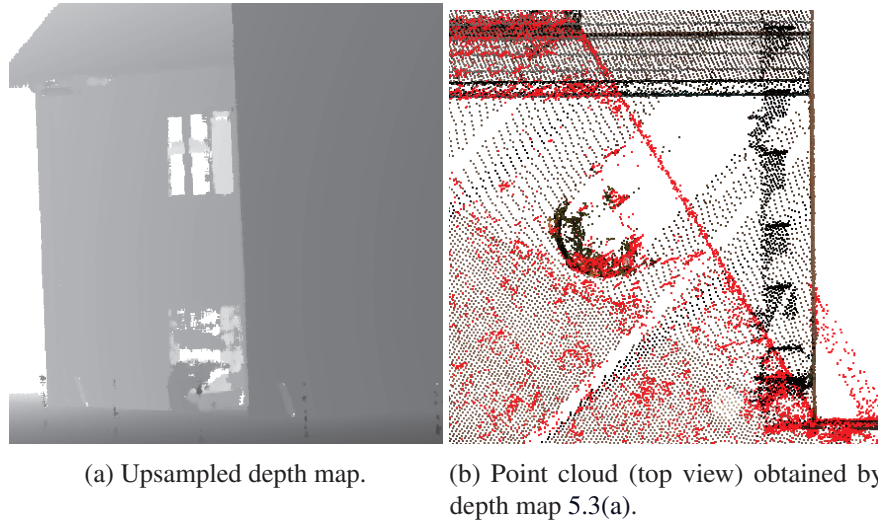 (a) Upsampled depth map.
(b) Point cloud (top view) obtained by
depth map 5.3(a).